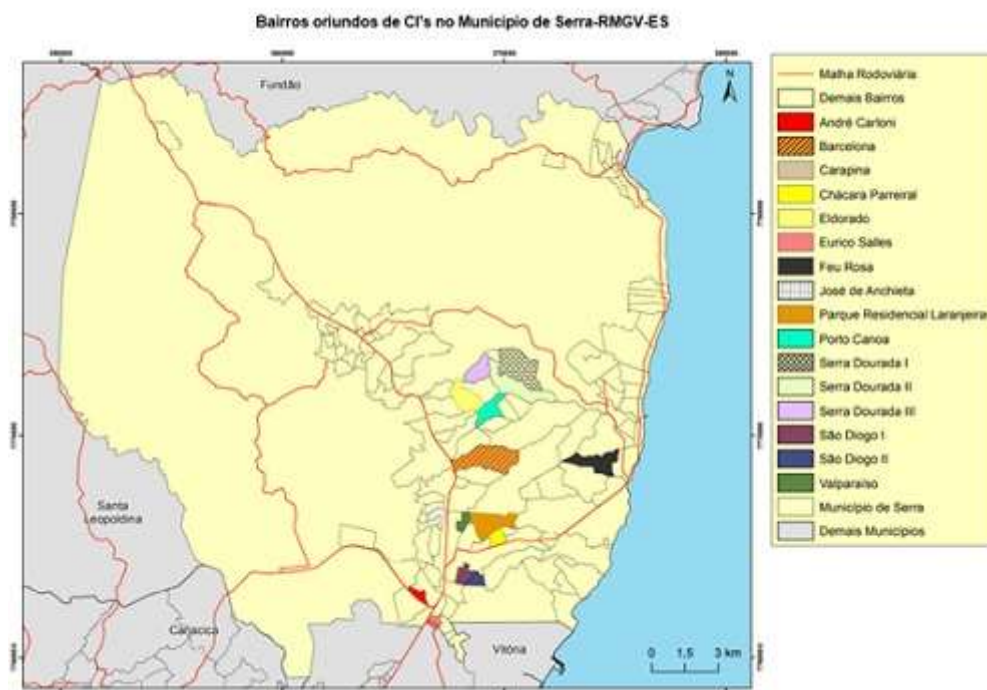 Bairros oriundos de CI's no Municipio de Serra-RMGV-ES
Fundão
N
Santa
Leopoldina
Cariacica
Vitória
0 1,5 3 km
Malha Rodoviária
Demais Bairros
André Carloni
Barcelona
Carapina
Chácara Parreiral
Eldorado
Eurico Salles
Feu Rosa
José de Anchieta
Parque Residencial Laranjeiras
Porto Canoa
Serra Dourada I
Serra Dourada II
Serra Dourada III
São Diogo I
São Diogo II
Valparaíso
Município de Serra
Demais Municípios